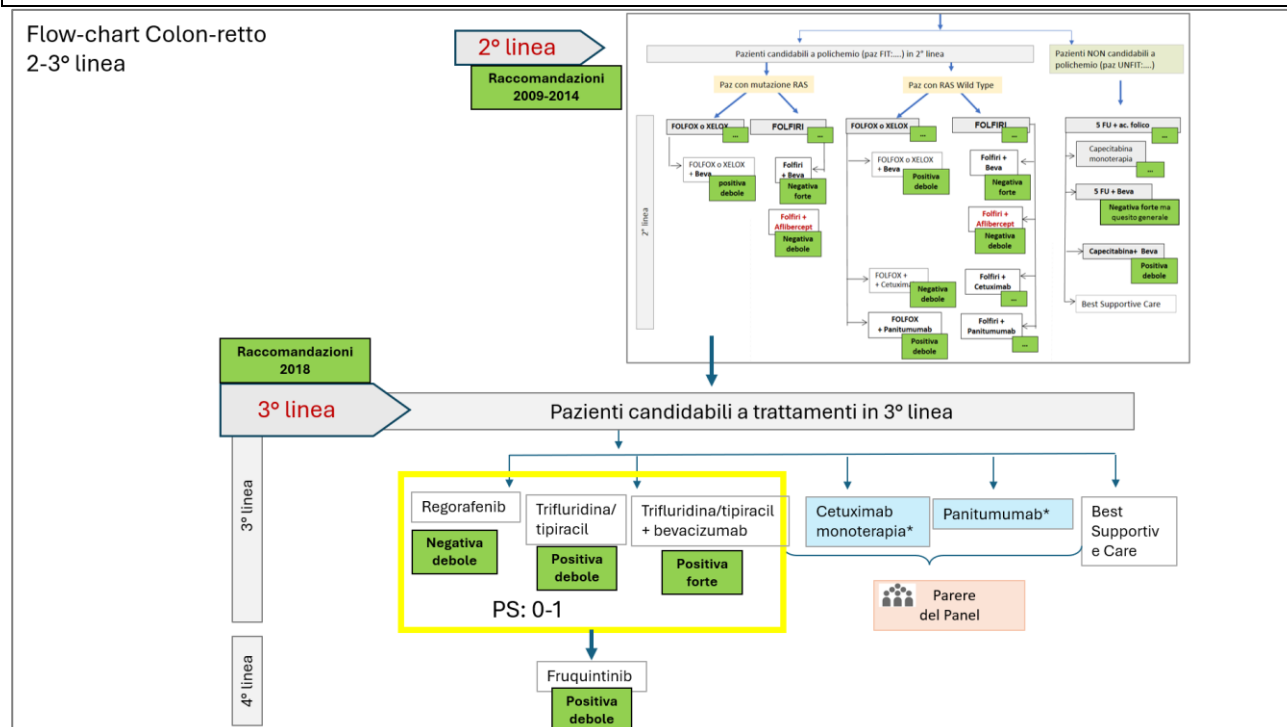 Flow-chart Colon-retto
2-3° linea
2° linea
Raccomandazioni
2009-2014
Pazienti candidabili a polichemio (paz FIT:....) in 2° linea
Pazienti NON candidabili a
polichemio (paz UNFIT:....)
Paz con mutazione RAS
Paz con RAS Wild Type
2° linea
FOLFOX o XELOX
...
FOLFOX o XELOX
+ Beva
positiva
debole
FOLFIRI
...
Folfiri
+ Beva
Negativa
forte
Folfiri +
Aflibercept
Negativa
debole
FOLFOX o XELOX
...
FOLFOX o XELOX
+ Beva
Positiva
debole
FOLFOX +
+ Cetuximab
Negativa
debole
FOLFOX
+ Panitumumab
Positiva
debole
FOLFIRI
...
Folfiri +
Beva
Negativa
forte
Folfiri +
Aflibercept
Negativa
debole
Folfiri +
Cetuximab
...
Folfiri +
Panitumumab
...
5 FU + ac. folico
...
Capecitabina
monoterapia
...
5 FU + Beva
Negativa forte ma
quesito generale
Capecitabina+ Beva
Positiva
debole
Best Supportive Care
Raccomandazioni
2018
3° linea
Pazienti candidabili a trattamenti in 3° linea
3° linea
Regorafenib
Negativa
debole
Trifluridina/
tipiracil
Positiva
debole
Trifluridina/tipiracil
+ bevacizumab
Positiva
forte
PS: 0-1
Cetuximab
monoterapia*
Panitumumab*
Best
Supportiv
e Care
Parere
del Panel
4° linea
Fruquintinib
Positiva
debole